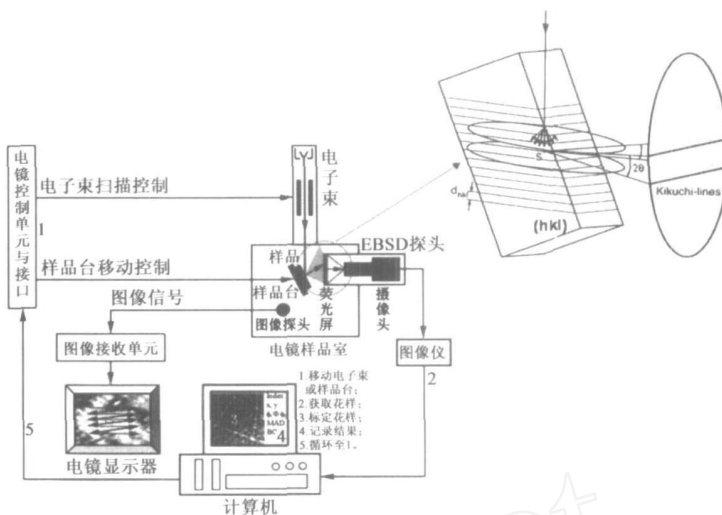 电镜控制单元与接口
1
电子束扫描控制
样品台移动控制
图像信号
图像接收单元
电镜显示器
5
电子束
样品
样品台
图像探头
荧光屏
EBSD探头
摄像头
电镜样品室
图像仪
2
1.移动电子束
或样品台;
2.获取花样;
3.标定花样;
4.记录结果;
5.循环至1。
3
Index
MAD
BC
4
计算机
S
2θ
Kikuchi-lines
(hkl)